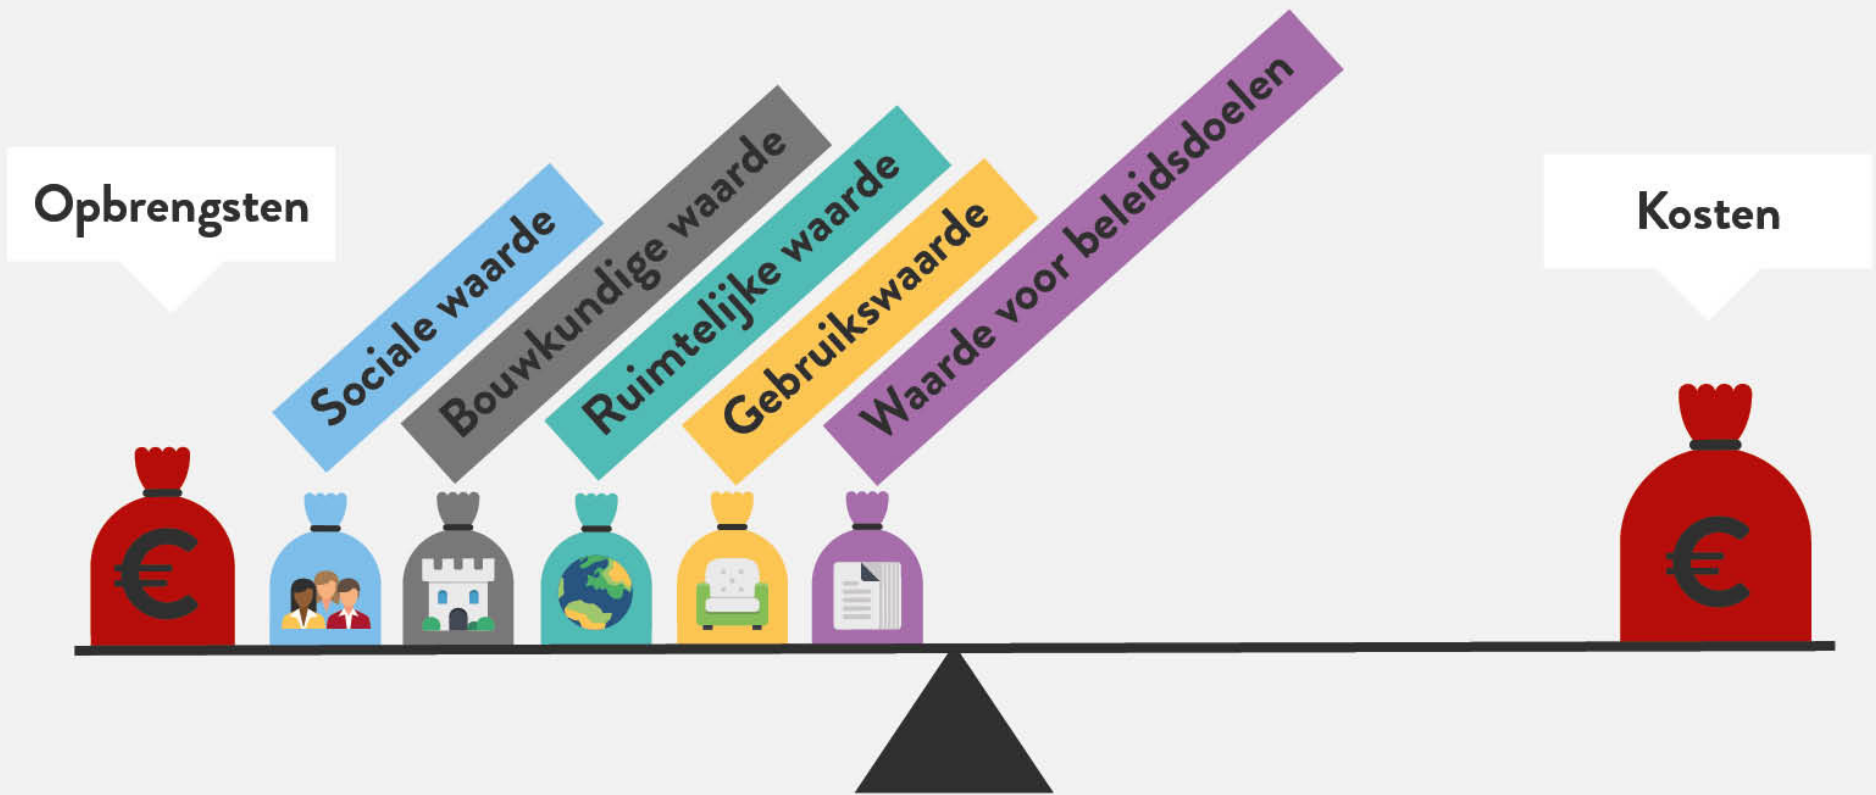 Opbrengsten
Sociale waarde
Bouwkundige waarde
Ruimtelijke waarde
Gebruikswaarde
Waarde voor beleidsdoelen
Kosten
€
€